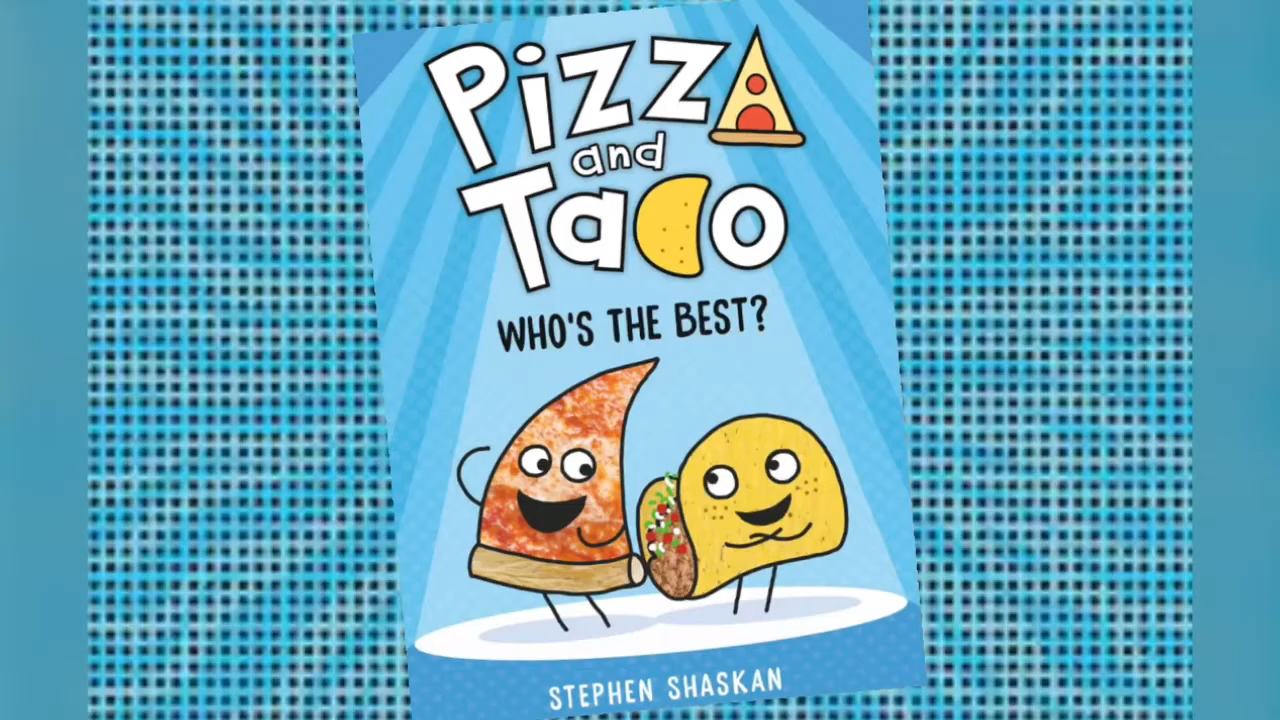 Pizza
and
Taco
WHO'S THE BEST?
STEPHEN SHASKAN